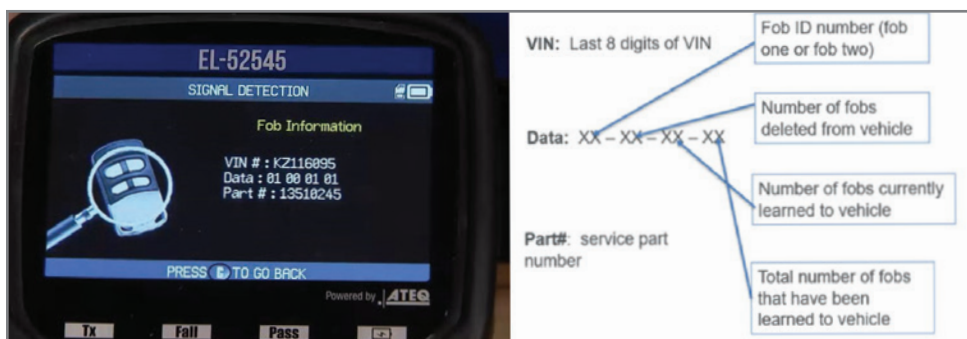 EL-52545
SIGNAL DETECTION
Fob Information
VIN # : KZ116095
Data : 01 00 01 01
Part # : 13510245
PRESS TO GO BACK
Powered by ATEQ
Tx Fail Pass
VIN: Last 8 digits of VIN
Fob ID number (fob
one or fob two)
Number of fobs
deleted from vehicle
Data: XX – XX – XX – XX
Number of fobs currently
learned to vehicle
Part#: service part
number
Total number of fobs
that have been
learned to vehicle